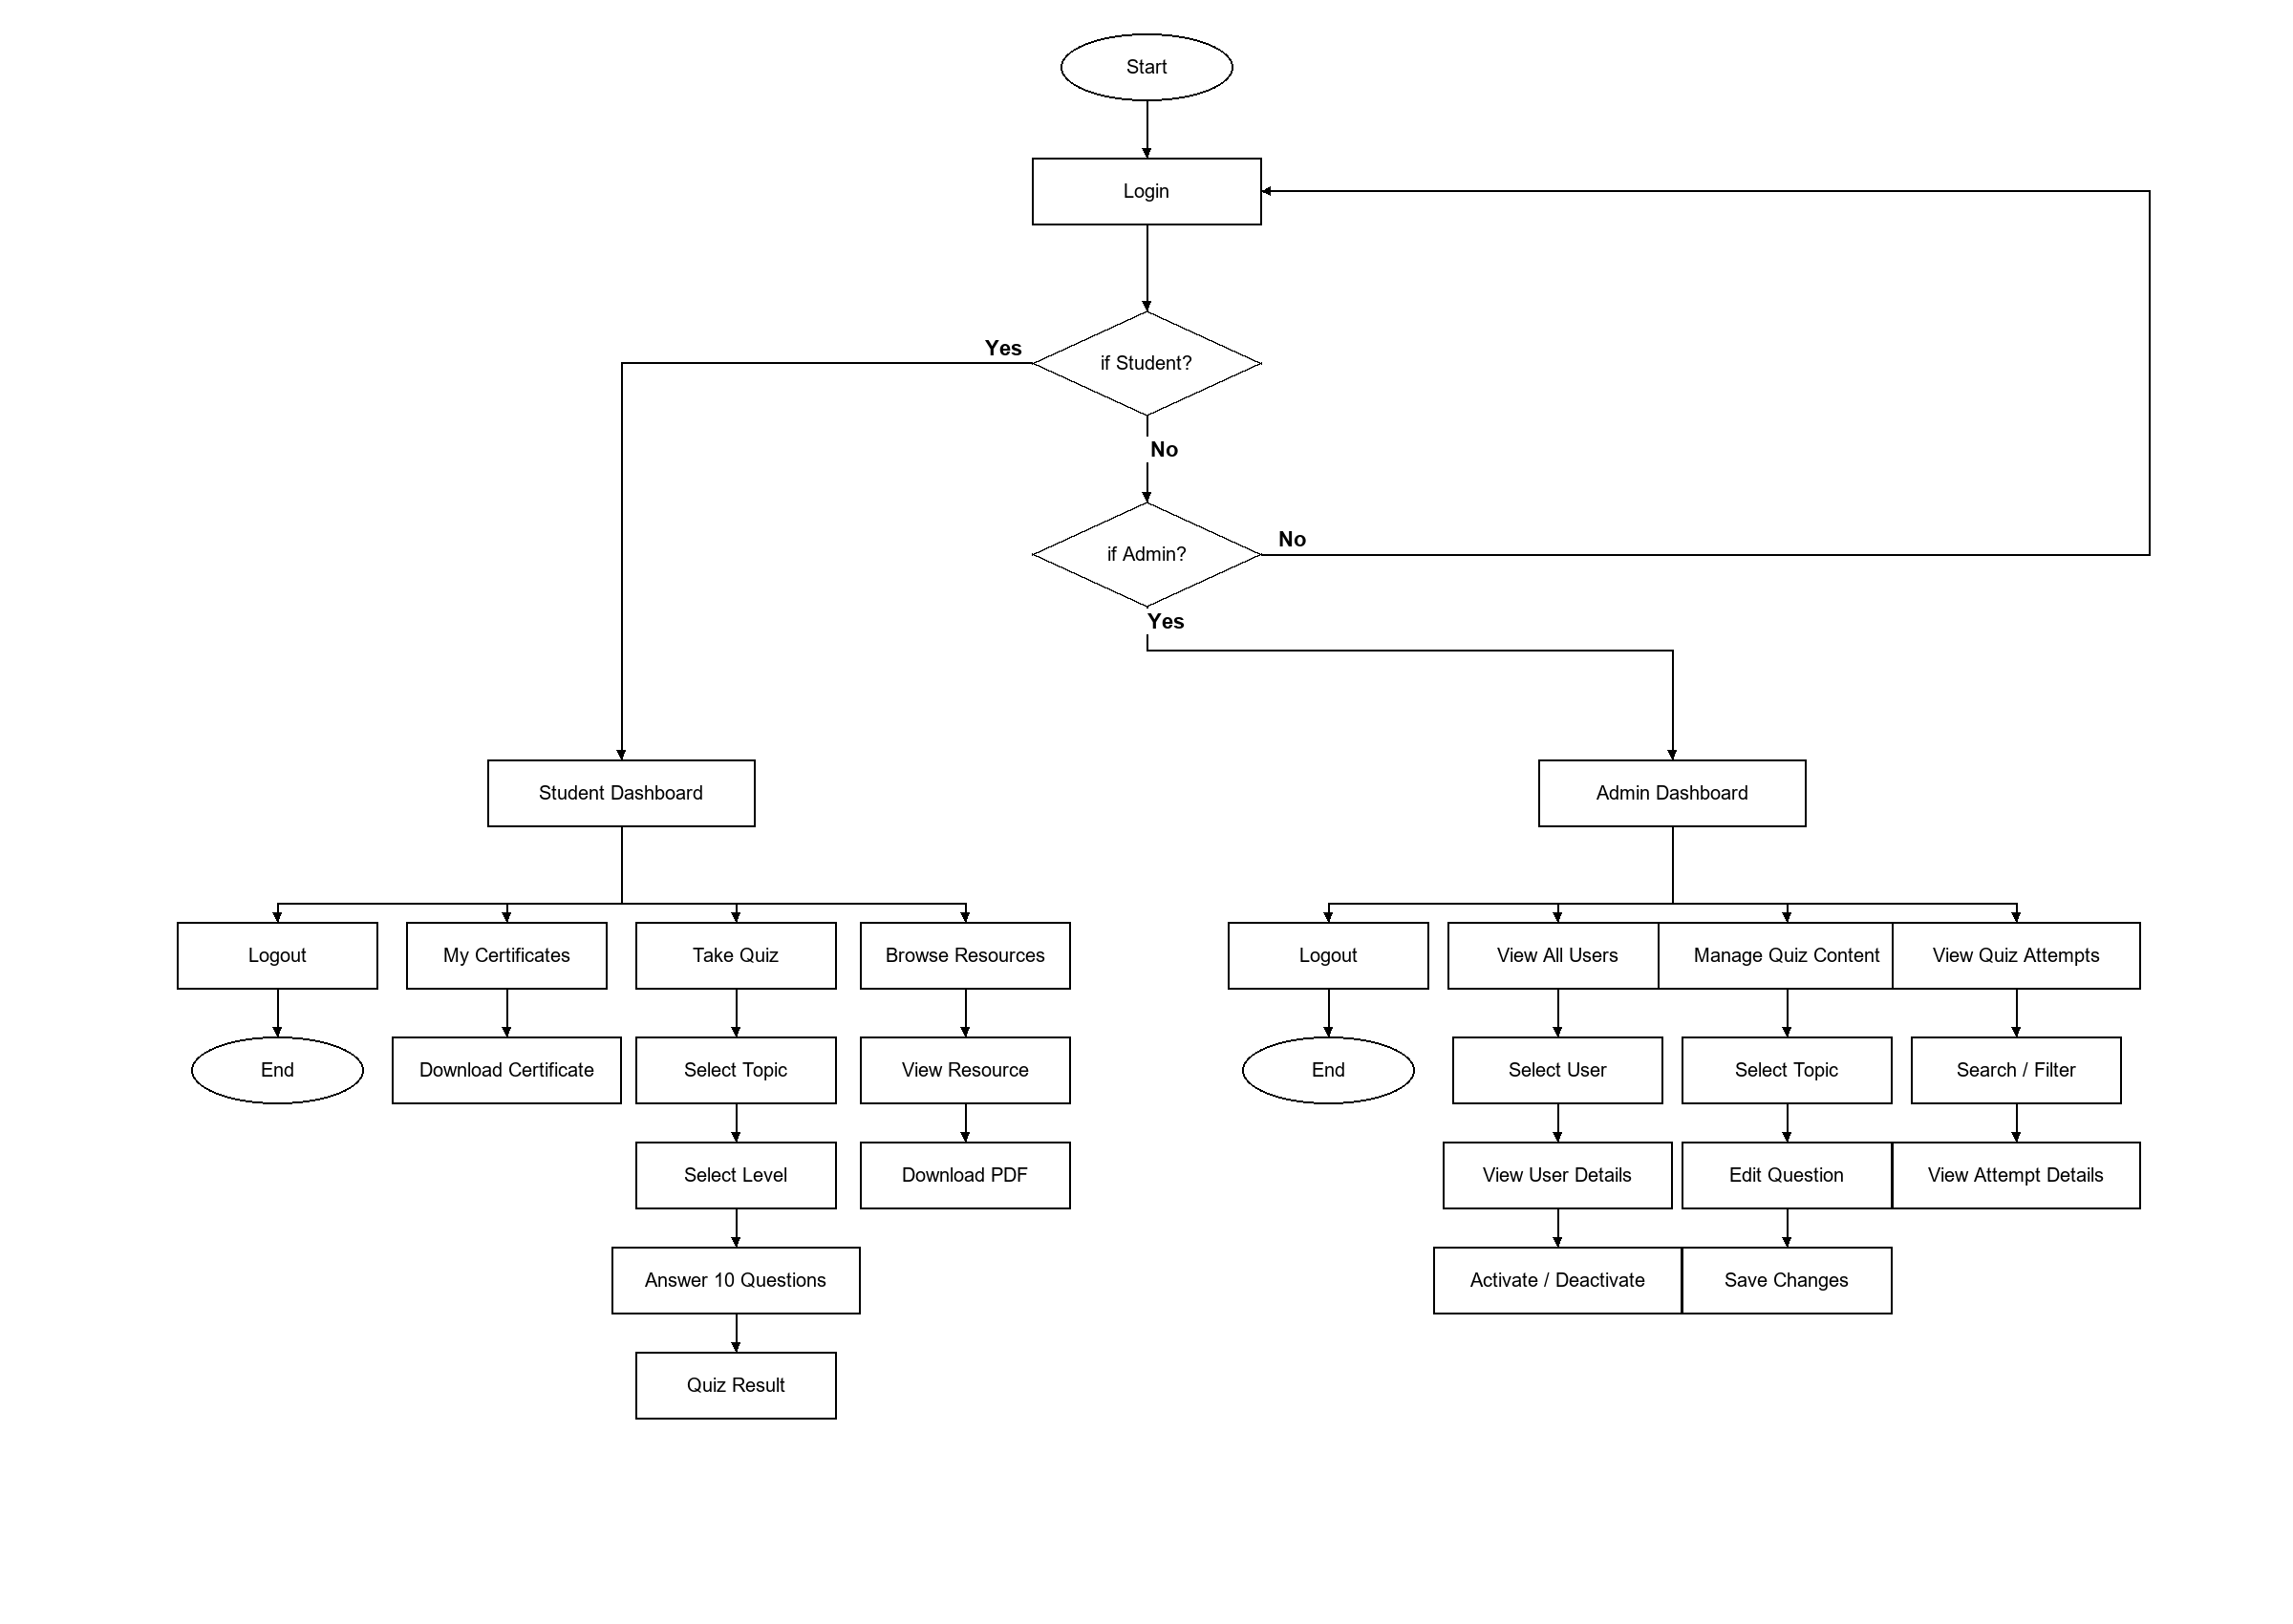 Start
Login
Yes
if Student?
No
if Admin?
No
Yes
Student Dashboard
Admin Dashboard
Logout
My Certificates
Take Quiz
Browse Resources
Logout
View All Users
Manage Quiz Content
View Quiz Attempts
End
Download Certificate
Select Topic
View Resource
End
Select User
Select Topic
Search / Filter
Select Level
Download PDF
View User Details
Edit Question
View Attempt Details
Answer 10 Questions
Activate / Deactivate
Save Changes
Quiz Result